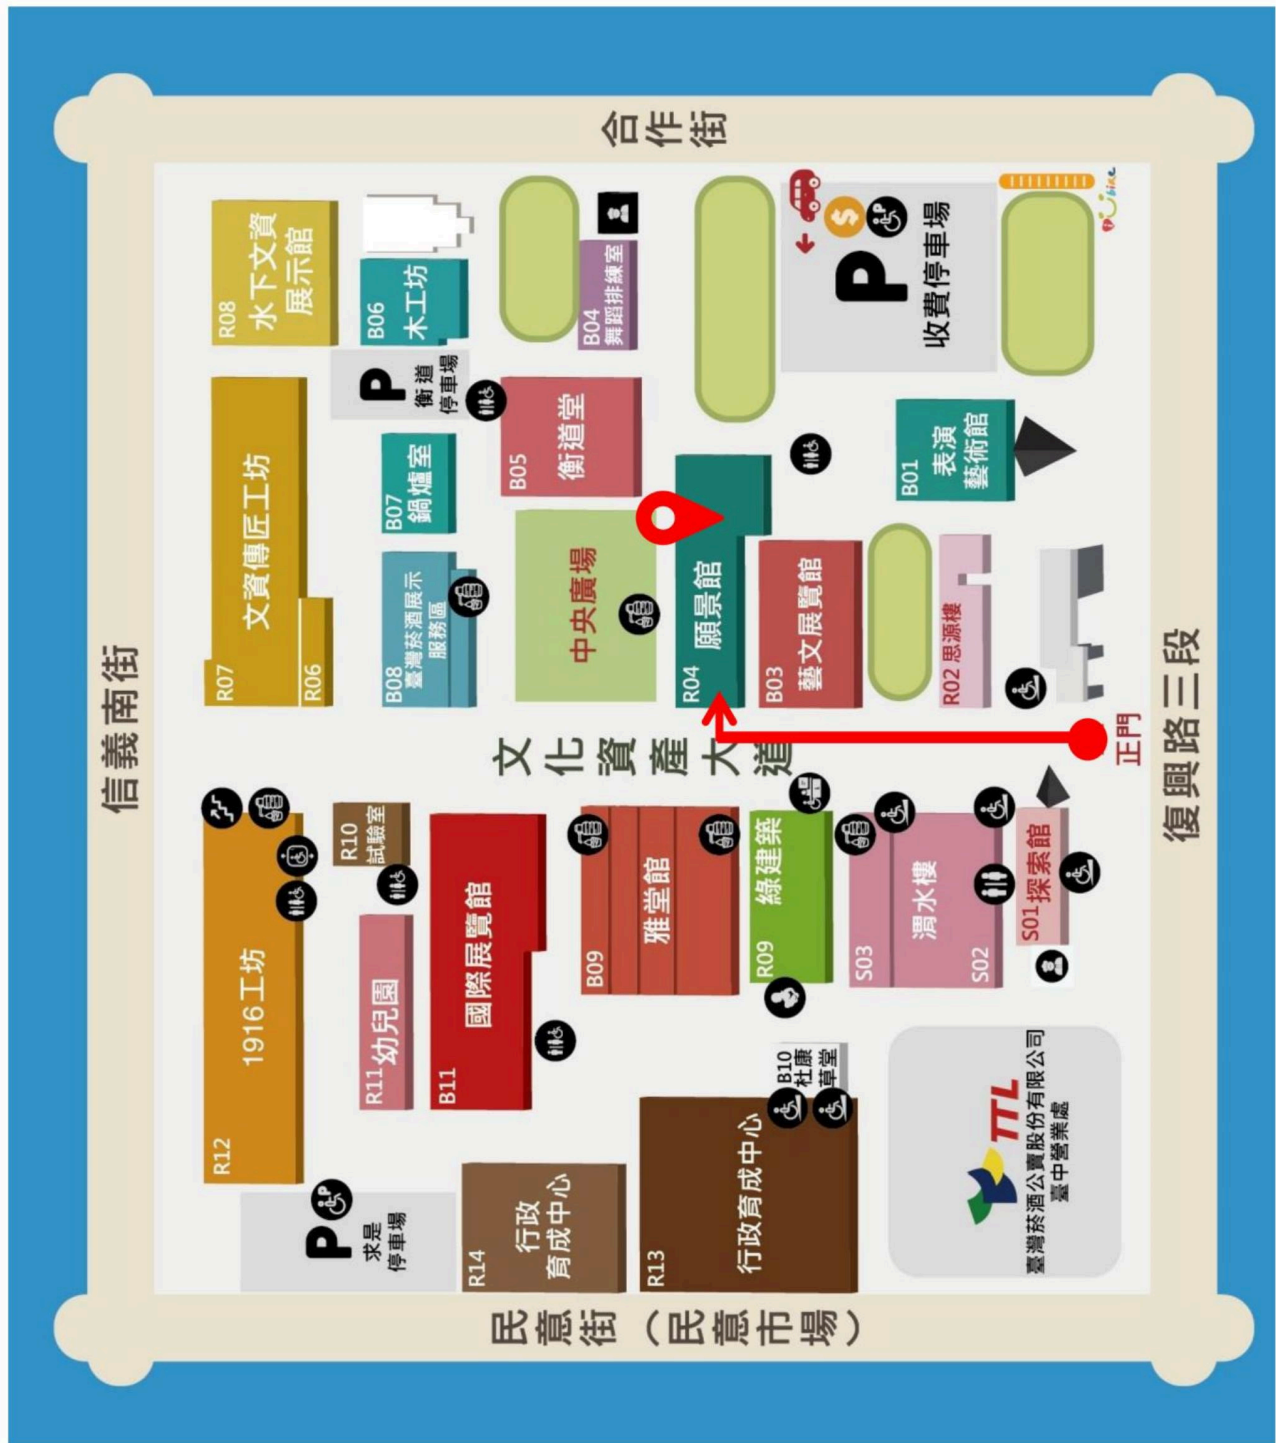 合作街
信義南街
復興路三段
民意街（民意市場）
文化資產大道
正門
R08
水下文資
展示館
B06
木工坊
P
衡道
停車場
B04
舞蹈排練室
P
收費停車場
$
P
Ubike
R07
文資傳匠工坊
R06
B07
鍋爐室
B08
臺灣菸酒展示
服務區
B05
衡道堂
中央廣場
R04
願景館
B03
藝文展覽館
B01
表演
藝術館
R02 思源樓
R12
1916工坊
R10
試驗室
R11 幼兒園
B11
國際展覽館
B09
雅堂館
R09
綠建築
S03
渭水樓
S02
S01 探索館
B10
杜康
草堂
P
P
求是
停車場
R14
行政
育成中心
R13
行政育成中心
TTL
臺灣菸酒公賣股份有限公司
臺中營業處